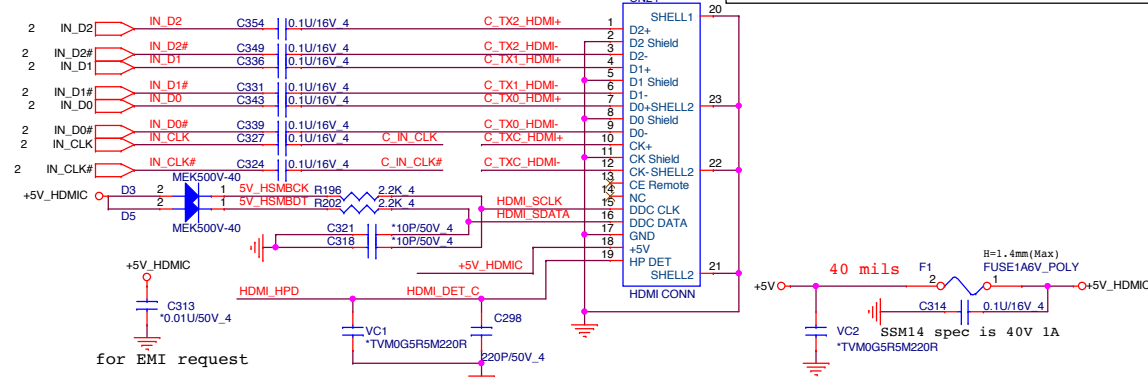 20
SHELL1
2 IN_D2 IN_D2 C354 0.1U/16V_4 C_TX2_HDMI+ 1 D2+
2 D2 Shield
2 IN_D2# IN_D2# C349 0.1U/16V_4 C_TX2_HDMI- 3 D2-
2 IN_D1 IN_D1 C336 0.1U/16V_4 C_TX1_HDMI+ 4 D1+
5 D1 Shield
2 IN_D1# IN_D1# C331 0.1U/16V_4 C_TX1_HDMI- 6 D1-
2 IN_D0 IN_D0 C343 0.1U/16V_4 C_TX0_HDMI+ 7 D0+ SHELL2 23
8 D0 Shield
2 IN_D0# IN_D0# C339 0.1U/16V_4 C_TX0_HDMI- 9 D0-
2 IN_CLK IN_CLK C327 0.1U/16V_4 C_IN_CLK C_TXC_HDMI+ 10 CK+
11 CK Shield
2 IN_CLK# IN_CLK# C324 0.1U/16V_4 C_IN_CLK# C_TXC_HDMI- 12 CK- SHELL2 22
MEK500V-40
13 CE Remote
+5V_HDMIC D3 2 1 5V_HSMBCK R196 2.2K_4 14 NC
D5 2 1 5V_HSMBDT R202 2.2K_4 HDMI_SCLK 15 DDC CLK
MEK500V-40 HDMI_SDATA 16 DDC DATA
C321 *10P/50V_4 17 GND
C318 *10P/50V_4 18 +5V
+5V_HDMIC 19 HP DET
SHELL2 21
HDMI CONN
+5V_HDMIC
C313
*0.01U/50V_4
for EMI request
HDMI_HPD HDMI_DET_C
VC1
*TVM0G5R5M220R
C298
220P/50V_4
H=1.4mm(Max)
40 mils F1 FUSE1A6V_POLY
+5V 2 1 +5V_HDMIC
C314 0.1U/16V_4
SSM14 spec is 40V 1A
VC2
*TVM0G5R5M220R